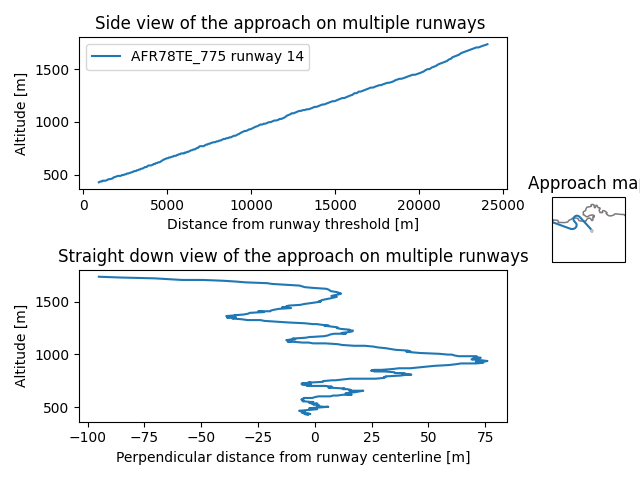 Side view of the approach on multiple runways
AFR78TE_775 runway 14
Altitude [m]
1500
1000
500
0 5000 10000 15000 20000 25000
Distance from runway threshold [m]
Approach map
Straight down view of the approach on multiple runways
Altitude [m]
1500
1000
500
−100 −75 −50 −25 0 25 50 75
Perpendicular distance from runway centerline [m]